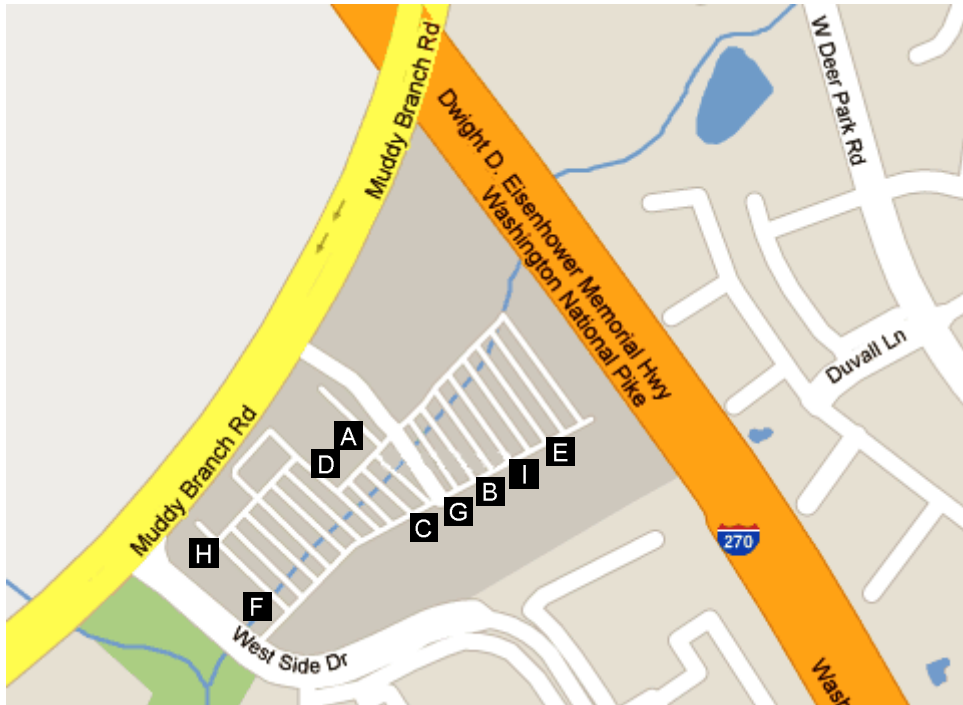 Muddy Branch Rd
W Deer Park Rd
Dwight D. Eisenhower Memorial Hwy
Washington National Pike
Duvall Ln
Muddy Branch Rd
A
D
E
I
B
G
C
H
270
F
West Side Dr
Wash